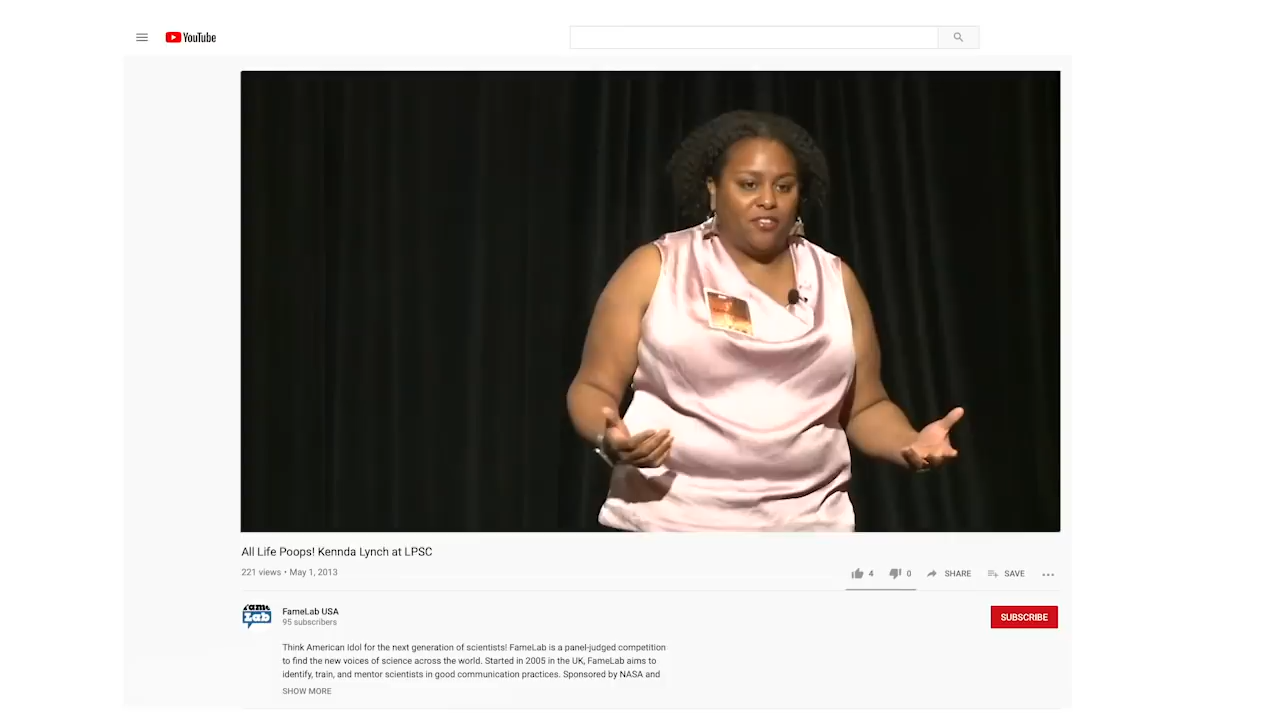 YouTube
All Life Poops! Kennda Lynch at LPSC
221 views • May 1, 2013
4 0 SHARE SAVE
Fame Lab
FameLab USA
95 subscribers
SUBSCRIBE
Think American Idol for the next generation of scientists! FameLab is a panel-judged competition
to find the new voices of science across the world. Started in 2005 in the UK, FameLab aims to
identify, train, and mentor scientists in good communication practices. Sponsored by NASA and
SHOW MORE